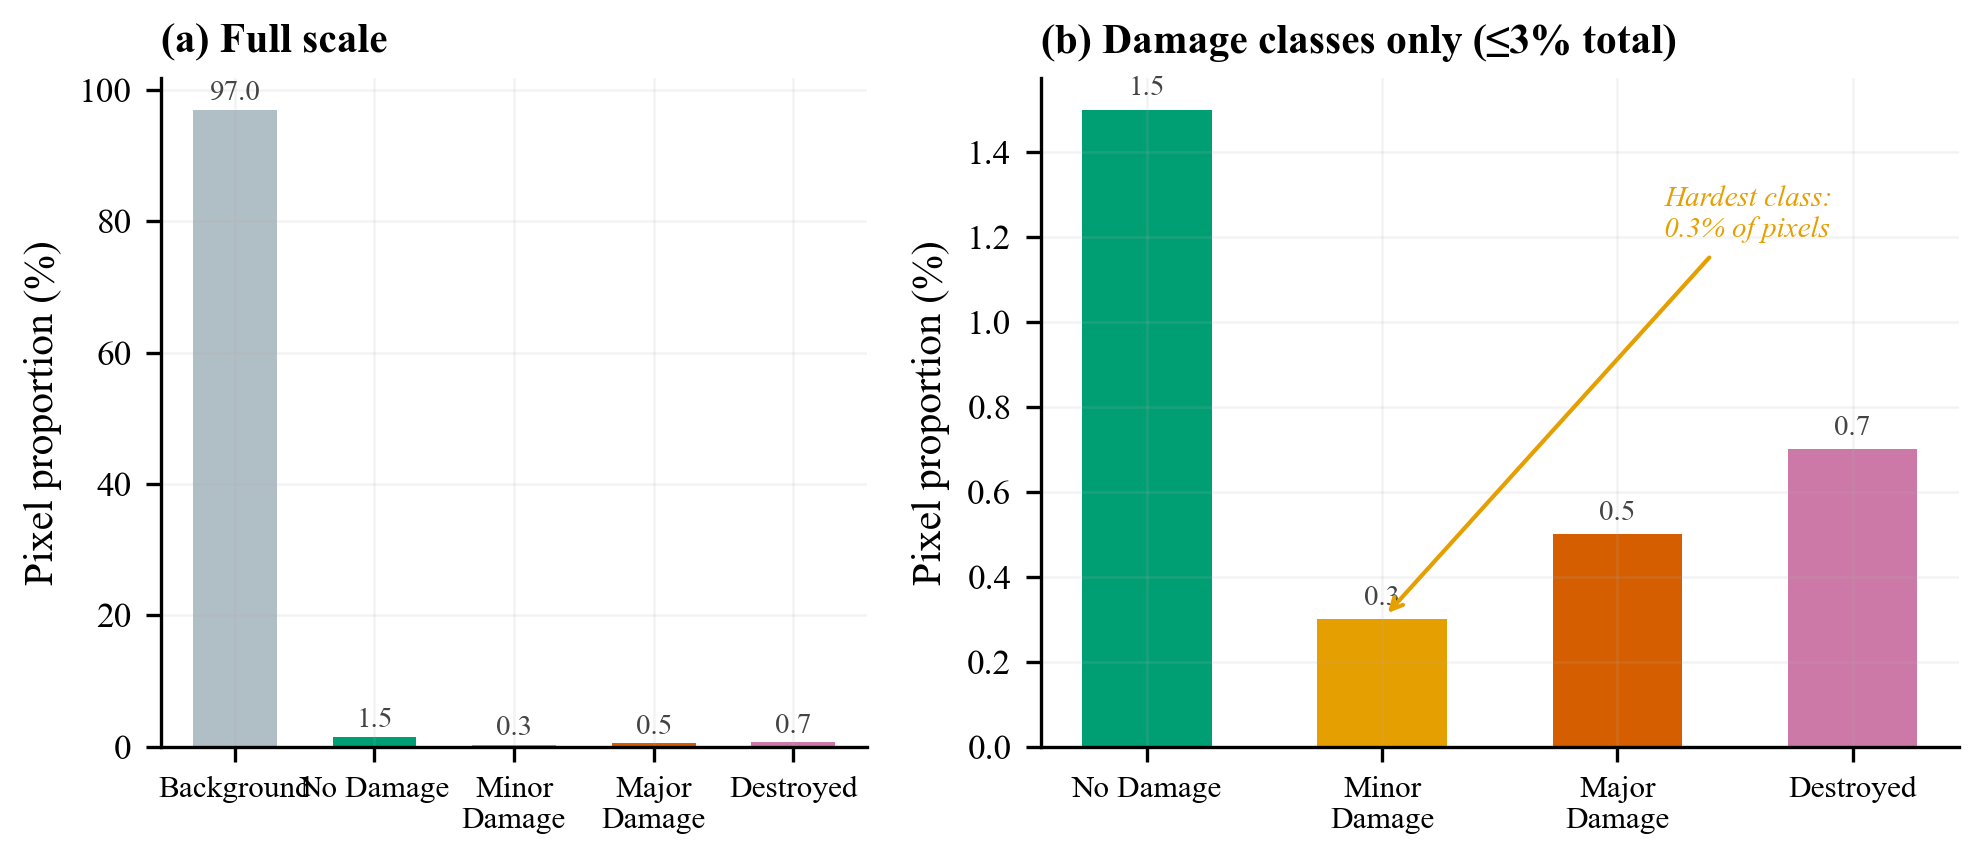 (a) Full scale
Pixel proportion (%)
100
80
60
40
20
0
97.0
1.5
0.3
0.5
0.7
Background
No Damage
Minor
Damage
Major
Damage
Destroyed
(b) Damage classes only (≤3% total)
Pixel proportion (%)
1.4
1.2
1.0
0.8
0.6
0.4
0.2
0.0
1.5
Hardest class:
0.3% of pixels
0.3
0.5
0.7
No Damage
Minor
Damage
Major
Damage
Destroyed